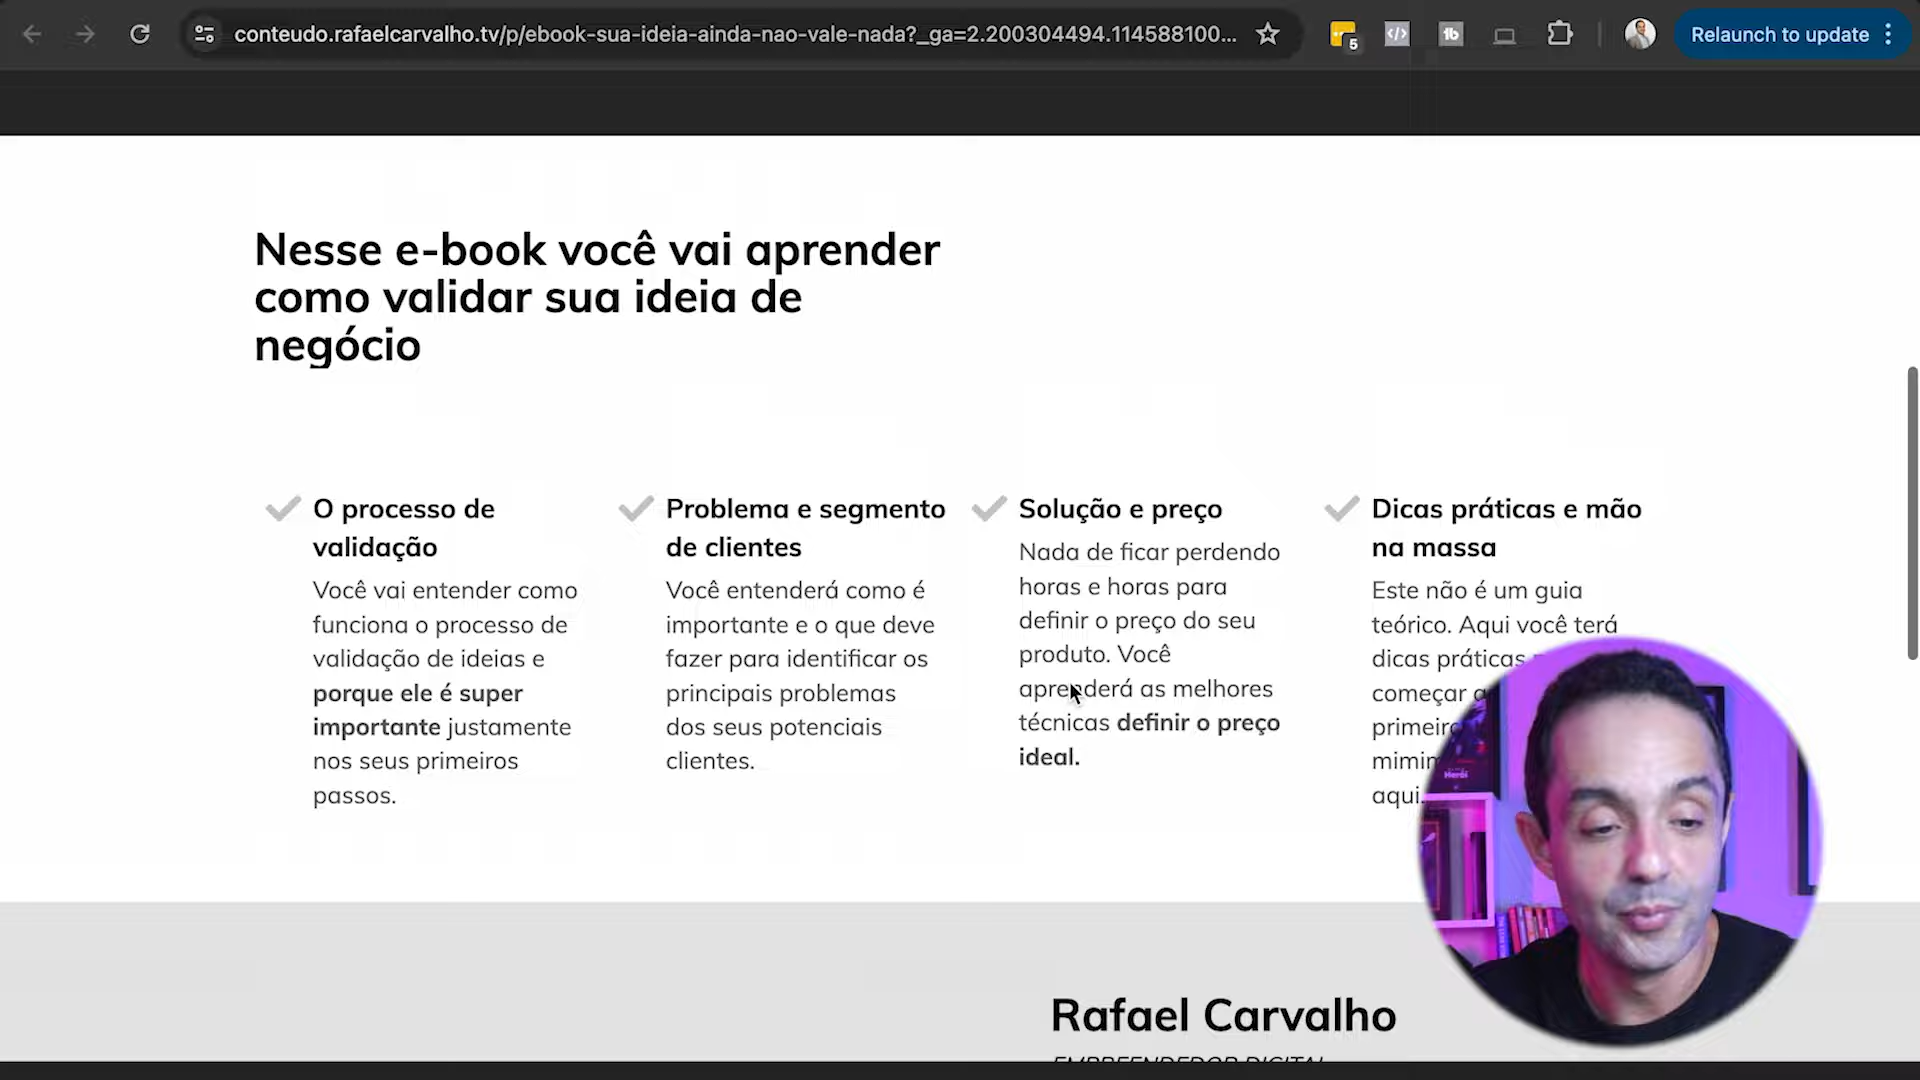 conteudo.rafaelcarvalho.tv/p/ebook-sua-ideia-ainda-nao-vale-nada?_ga=2.200304494.114588100...
5
Relaunch to update
Nesse e-book você vai aprender
como validar sua ideia de
negócio
O processo de
validação
Você vai entender como
funciona o processo de
validação de ideias e
porque ele é super
importante justamente
nos seus primeiros
passos.
Problema e segmento
de clientes
Você entenderá como é
importante e o que deve
fazer para identificar os
principais problemas
dos seus potenciais
clientes.
Solução e preço
Nada de ficar perdendo
horas e horas para
definir o preço do seu
produto. Você
aprenderá as melhores
técnicas definir o preço
ideal.
Dicas práticas e mão
na massa
Este não é um guia
teórico. Aqui você terá
dicas práticas
começar
aqui.
Rafael Carvalho
EMPREENDEDOR DIGITAL